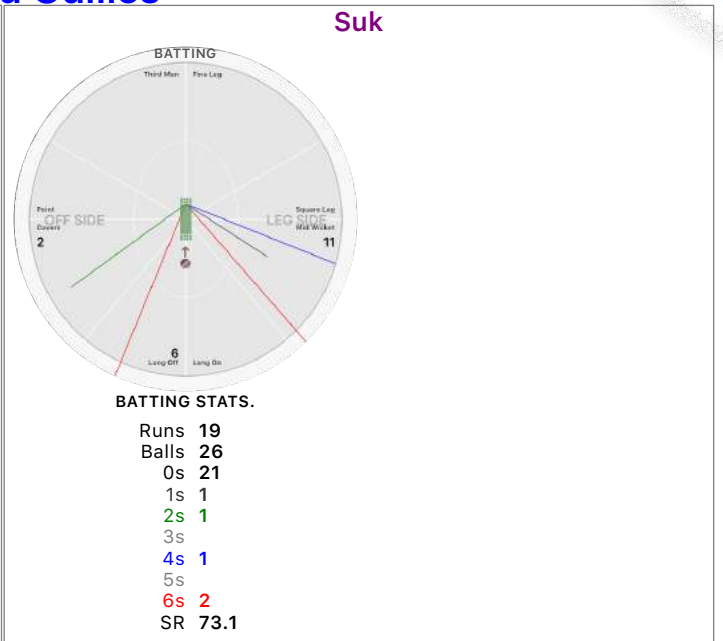 Suk
BATTING
Third Man Fine Leg
Point Square Leg
OFF SIDE LEG SIDE
Covers Mid Wicket
2 11
6
Long Off Long On
BATTING STATS.
Runs 19
Balls 26
0s 21
1s 1
2s 1
3s
4s 1
5s
6s 2
SR 73.1